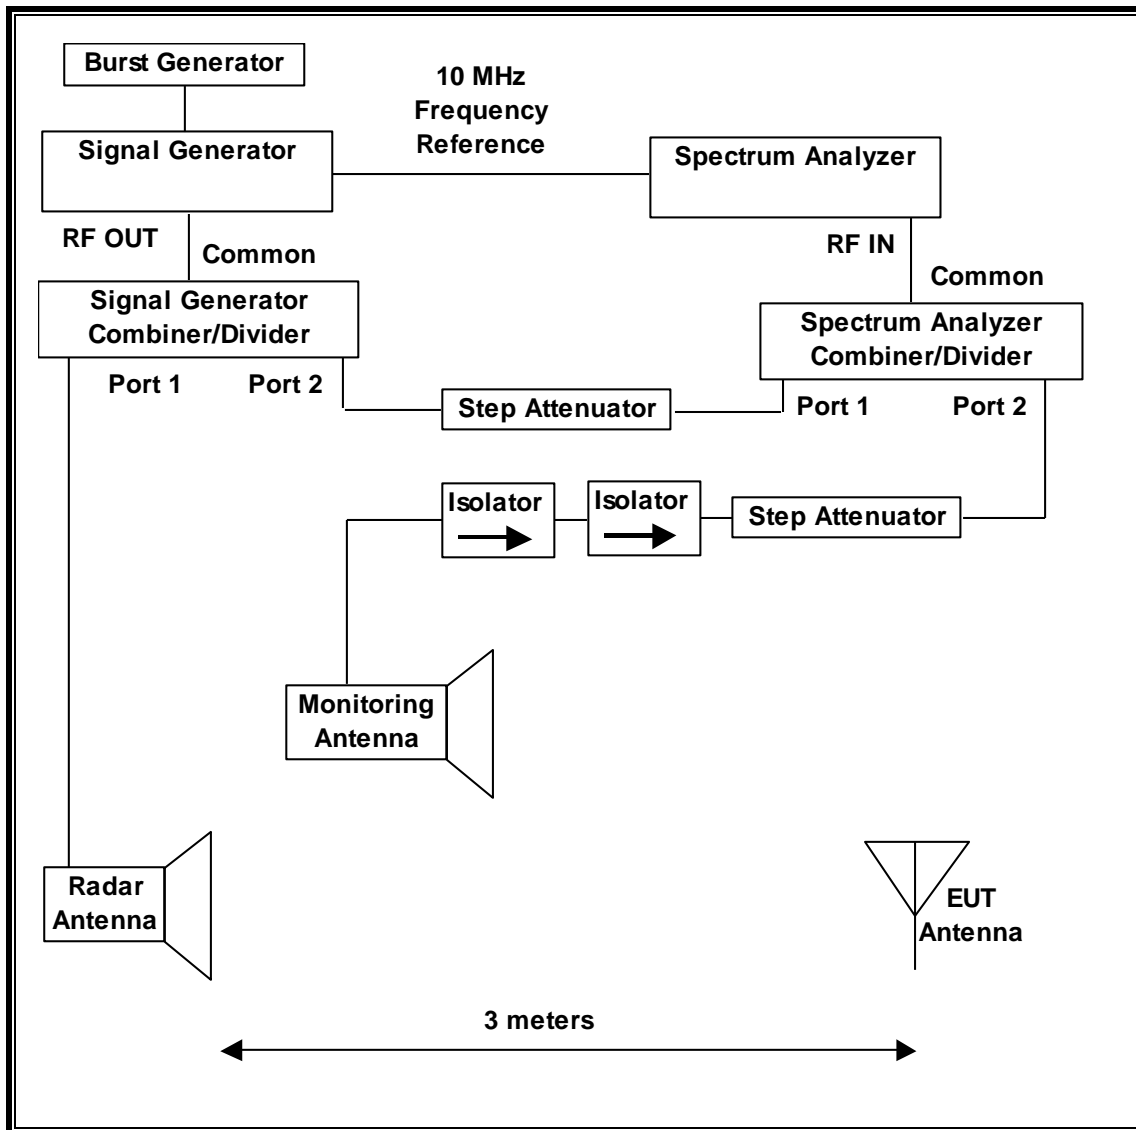 Burst Generator
10 MHz
Frequency
Reference
Signal Generator
Spectrum Analyzer
RF OUT
Common
RF IN
Common
Signal Generator
Combiner/Divider
Spectrum Analyzer
Combiner/Divider
Port 1
Port 2
Step Attenuator
Port 1
Port 2
Isolator
Isolator
Step Attenuator
Monitoring
Antenna
Radar
Antenna
EUT
Antenna
3 meters